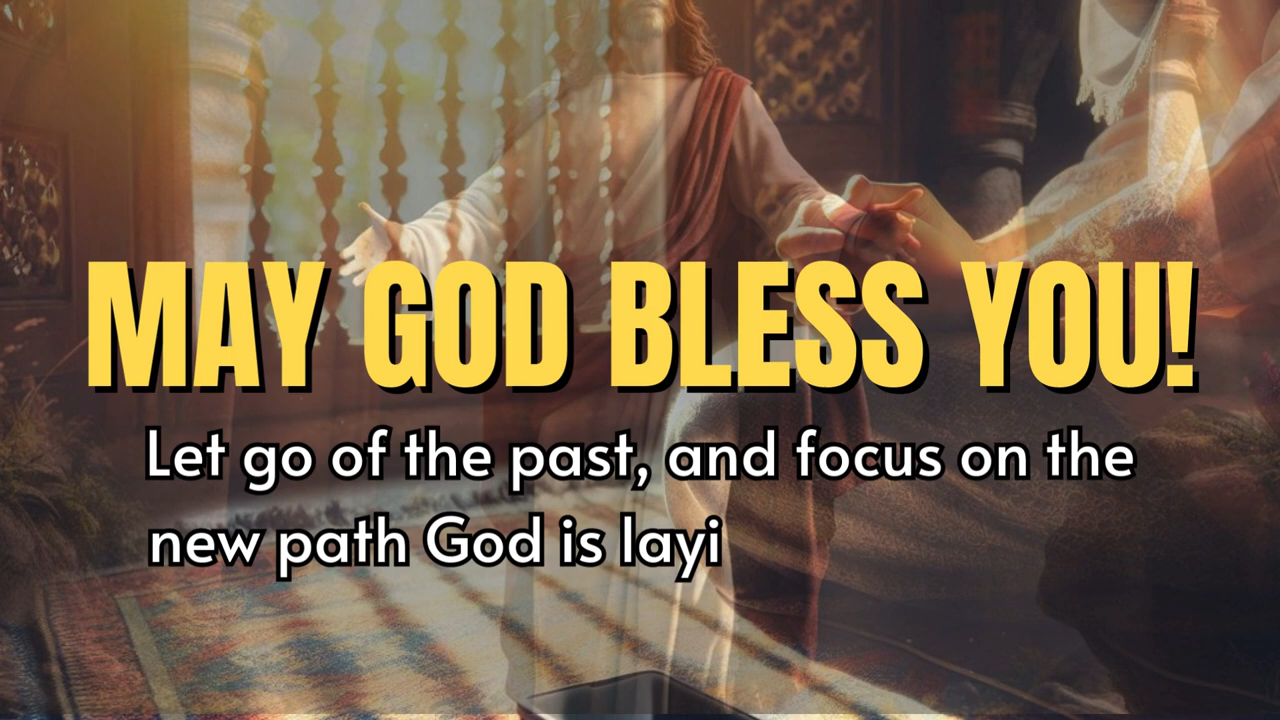 MAY GOD BLESS YOU!
Let go of the past, and focus on the
new path God is layi